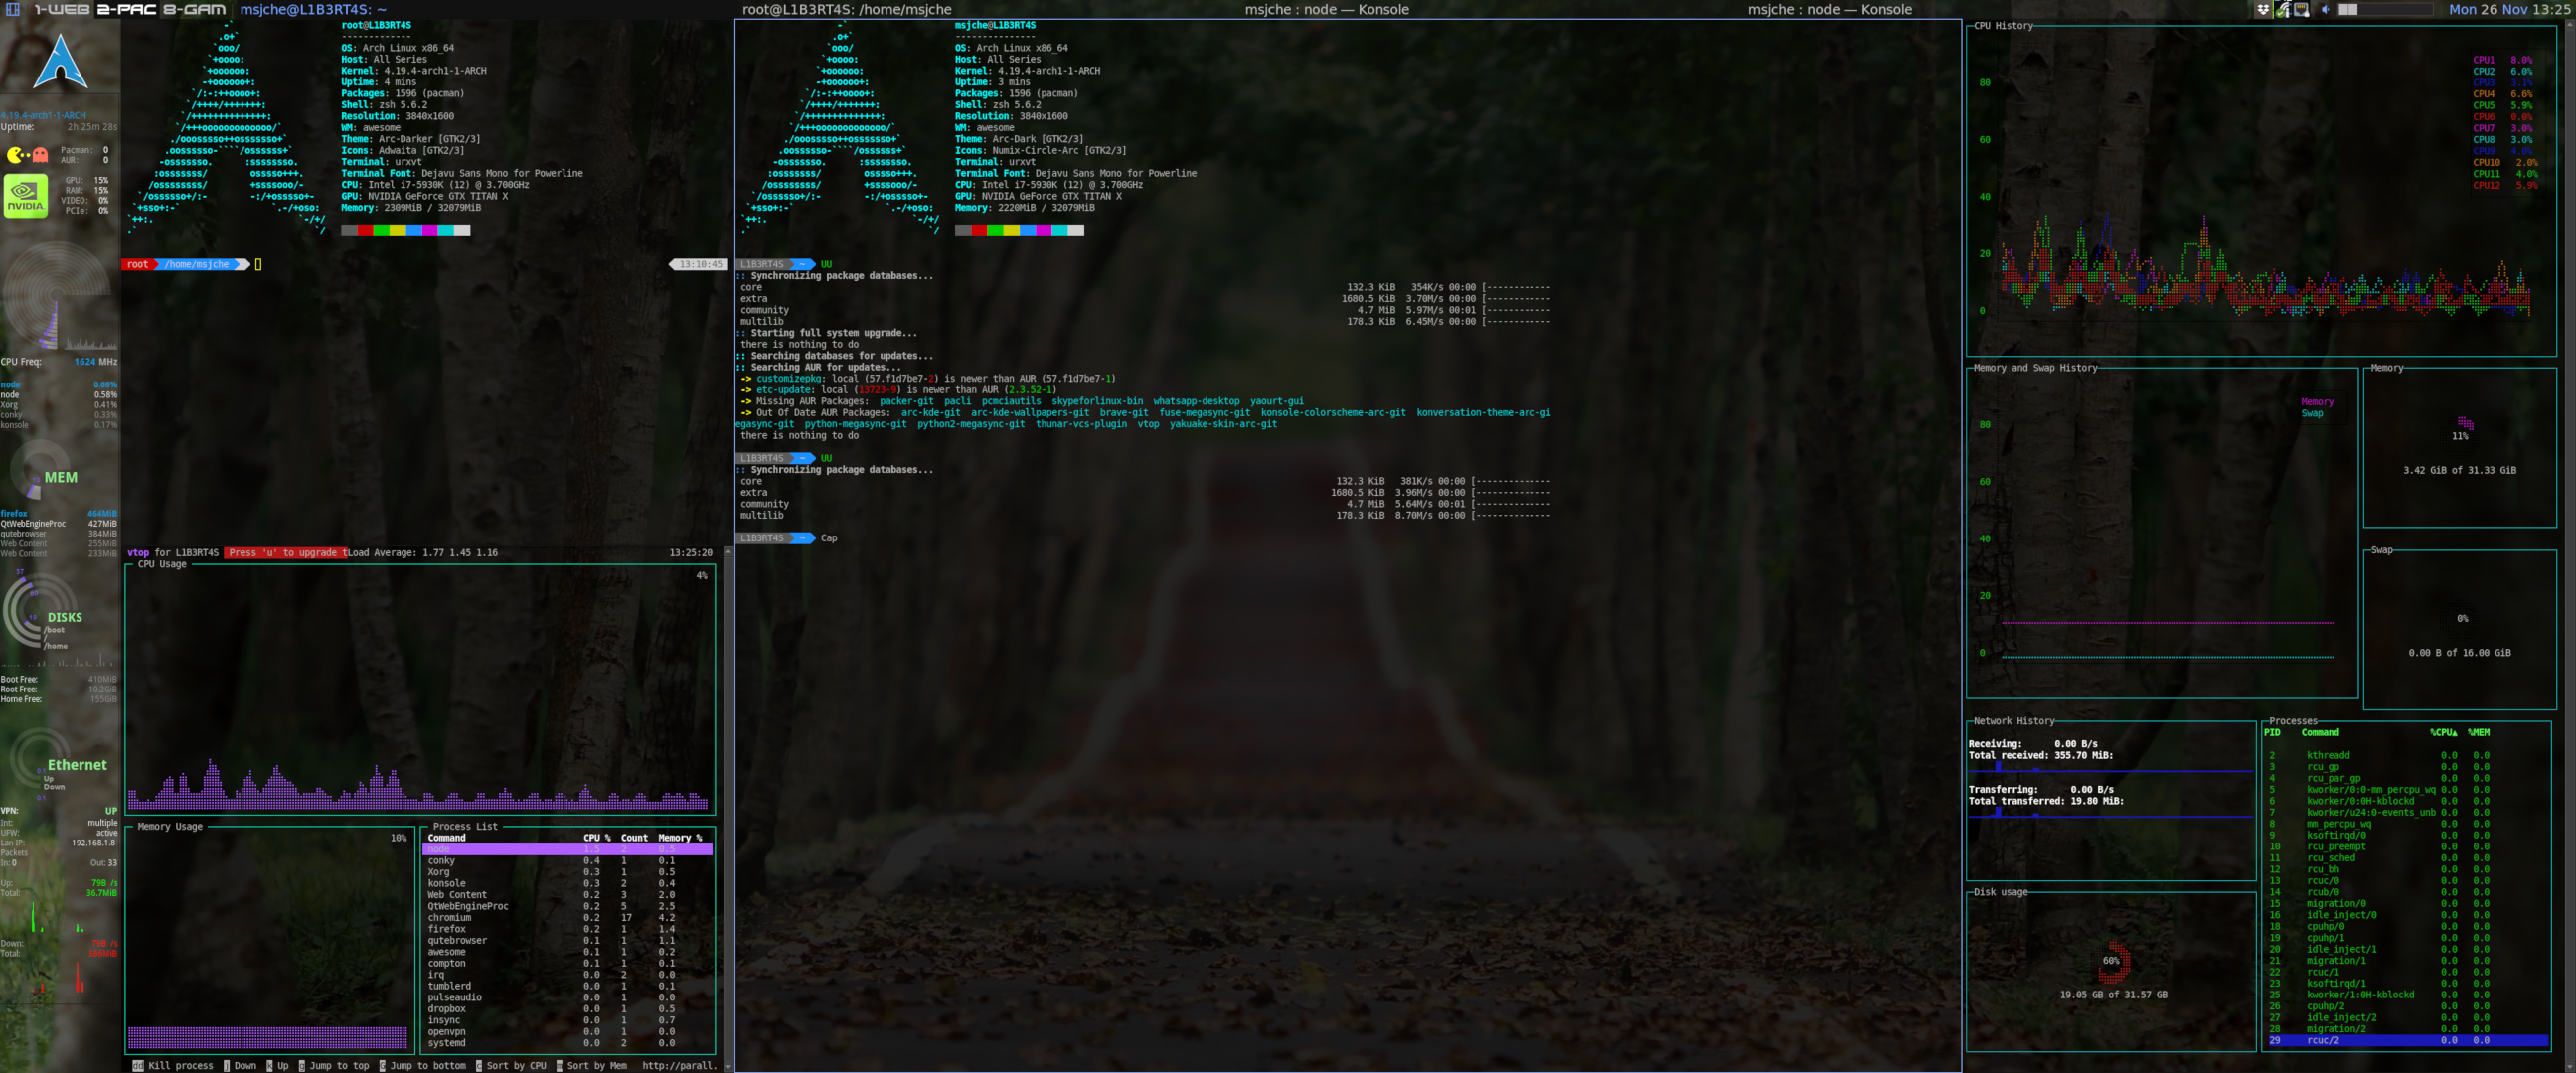 1-WEB 2-PAC 8-GAM msjche@L1B3RT4S: ~
root@L1B3RT4S: /home/msjche
msjche : node — Konsole
msjche : node — Konsole
Mon 26 Nov 13:25
4.19.4-arch1-1-ARCH
Uptime: 2h 25m 28s
Pacman: 0
AUR: 0
NVIDIA
GPU: 15%
RAM: 15%
VIDEO: 0%
PCIe: 0%
CPU Freq: 1624 MHz
node 0.66%
node 0.58%
Xorg 0.41%
conky 0.33%
konsole 0.17%
MEM
firefox 464MiB
QtWebEngineProc 427MiB
qutebrowser 384MiB
Web Content 255MiB
Web Content 233MiB
DISKS
/boot
/
/home
Boot Free: 410MiB
Root Free: 10.2GiB
Home Free: 155GiB
Ethernet
Up
Down
VPN: UP
Int: multiple
UFW: active
Lan IP: 192.168.1.8
Packets
In: 0 Out: 33
Up: 79B /s
Total: 36.7MiB
Down: 79B /s
Total:
root@L1B3RT4S
--------------
OS: Arch Linux x86_64
Host: All Series
Kernel: 4.19.4-arch1-1-ARCH
Uptime: 4 mins
Packages: 1596 (pacman)
Shell: zsh 5.6.2
Resolution: 3840x1600
WM: awesome
Theme: Arc-Darker [GTK2/3]
Icons: Adwaita [GTK2/3]
Terminal: urxvt
Terminal Font: Dejavu Sans Mono for Powerline
CPU: Intel i7-5930K (12) @ 3.700GHz
GPU: NVIDIA GeForce GTX TITAN X
Memory: 2309MiB / 32079MiB
root /home/msjche 13:10:45
vtop for L1B3RT4S Press 'u' to upgrade tLoad Average: 1.77 1.45 1.16 13:25:20
CPU Usage
4%
Memory Usage
10%
Process List
Command CPU % Count Memory %
node 1.5 2 0.5
conky 0.4 1 0.1
Xorg 0.3 1 0.5
konsole 0.3 2 0.4
Web Content 0.2 3 2.0
QtWebEngineProc 0.2 5 2.5
chromium 0.2 17 4.2
firefox 0.2 1 1.4
qutebrowser 0.1 1 1.1
awesome 0.1 1 0.2
compton 0.1 1 0.1
irq 0.0 2 0.0
tumblerd 0.0 1 0.1
pulseaudio 0.0 1 0.0
dropbox 0.0 1 0.5
insync 0.0 1 0.7
openvpn 0.0 1 0.0
systemd 0.0 2 0.0
dd Kill process j Down k Up g Jump to top G Jump to bottom c Sort by CPU m Sort by Mem http://parall.
msjche@L1B3RT4S
---------------
OS: Arch Linux x86_64
Host: All Series
Kernel: 4.19.4-arch1-1-ARCH
Uptime: 3 mins
Packages: 1596 (pacman)
Shell: zsh 5.6.2
Resolution: 3840x1600
WM: awesome
Theme: Arc-Dark [GTK2/3]
Icons: Numix-Circle-Arc [GTK2/3]
Terminal: urxvt
Terminal Font: Dejavu Sans Mono for Powerline
CPU: Intel i7-5930K (12) @ 3.700GHz
GPU: NVIDIA GeForce GTX TITAN X
Memory: 2220MiB / 32079MiB
L1B3RT4S ~ UU
:: Synchronizing package databases...
core 132.3 KiB 354K/s 00:00 [------------
extra 1680.5 KiB 3.70M/s 00:00 [------------
community 4.7 MiB 5.97M/s 00:01 [------------
multilib 178.3 KiB 6.45M/s 00:00 [------------
:: Starting full system upgrade...
there is nothing to do
:: Searching databases for updates...
:: Searching AUR for updates...
-> customizepkg: local (57.f1d7be7-2) is newer than AUR (57.f1d7be7-1)
-> etc-update: local (13723-9) is newer than AUR (2.3.52-1)
-> Missing AUR Packages: packer-git pacli pcmciautils skypeforlinux-bin whatsapp-desktop yaourt-gui
-> Out Of Date AUR Packages: arc-kde-git arc-kde-wallpapers-git brave-git fuse-megasync-git konsole-colorscheme-arc-git konversation-theme-arc-gi
egasync-git python-megasync-git python2-megasync-git thunar-vcs-plugin vtop yakuake-skin-arc-git
there is nothing to do
L1B3RT4S ~ UU
:: Synchronizing package databases...
core 132.3 KiB 381K/s 00:00 [--------------
extra 1680.5 KiB 3.96M/s 00:00 [--------------
community 4.7 MiB 5.64M/s 00:01 [--------------
multilib 178.3 KiB 8.70M/s 00:00 [--------------
L1B3RT4S ~ Cap
CPU History
80
60
40
20
0
CPU1 8.0%
CPU2 6.0%
CPU3 3.1%
CPU4 6.6%
CPU5 5.9%
CPU6 0.0%
CPU7 3.0%
CPU8 3.0%
CPU9 4.0%
CPU10 2.0%
CPU11 4.0%
CPU12 5.9%
Memory and Swap History
80
60
40
20
0
Memory
Swap
Memory
11%
3.42 GiB of 31.33 GiB
Swap
0%
0.00 B of 16.00 GiB
Network History
Receiving: 0.00 B/s
Total received: 355.70 MiB:
Transferring: 0.00 B/s
Total transferred: 19.80 MiB:
Disk usage
60%
19.05 GB of 31.57 GB
Processes
PID Command %CPU▲ %MEM
2 kthreadd 0.0 0.0
3 rcu_gp 0.0 0.0
4 rcu_par_gp 0.0 0.0
5 kworker/0:0-mm_percpu_wq 0.0 0.0
6 kworker/0:0H-kblockd 0.0 0.0
7 kworker/u24:0-events_unb 0.0 0.0
8 mm_percpu_wq 0.0 0.0
9 ksoftirqd/0 0.0 0.0
10 rcu_preempt 0.0 0.0
11 rcu_sched 0.0 0.0
12 rcu_bh 0.0 0.0
13 rcuc/0 0.0 0.0
14 rcub/0 0.0 0.0
15 migration/0 0.0 0.0
16 idle_inject/0 0.0 0.0
18 cpuhp/0 0.0 0.0
19 cpuhp/1 0.0 0.0
20 idle_inject/1 0.0 0.0
21 migration/1 0.0 0.0
22 rcuc/1 0.0 0.0
23 ksoftirqd/1 0.0 0.0
25 kworker/1:0H-kblockd 0.0 0.0
26 cpuhp/2 0.0 0.0
27 idle_inject/2 0.0 0.0
28 migration/2 0.0 0.0
29 rcuc/2 0.0 0.0